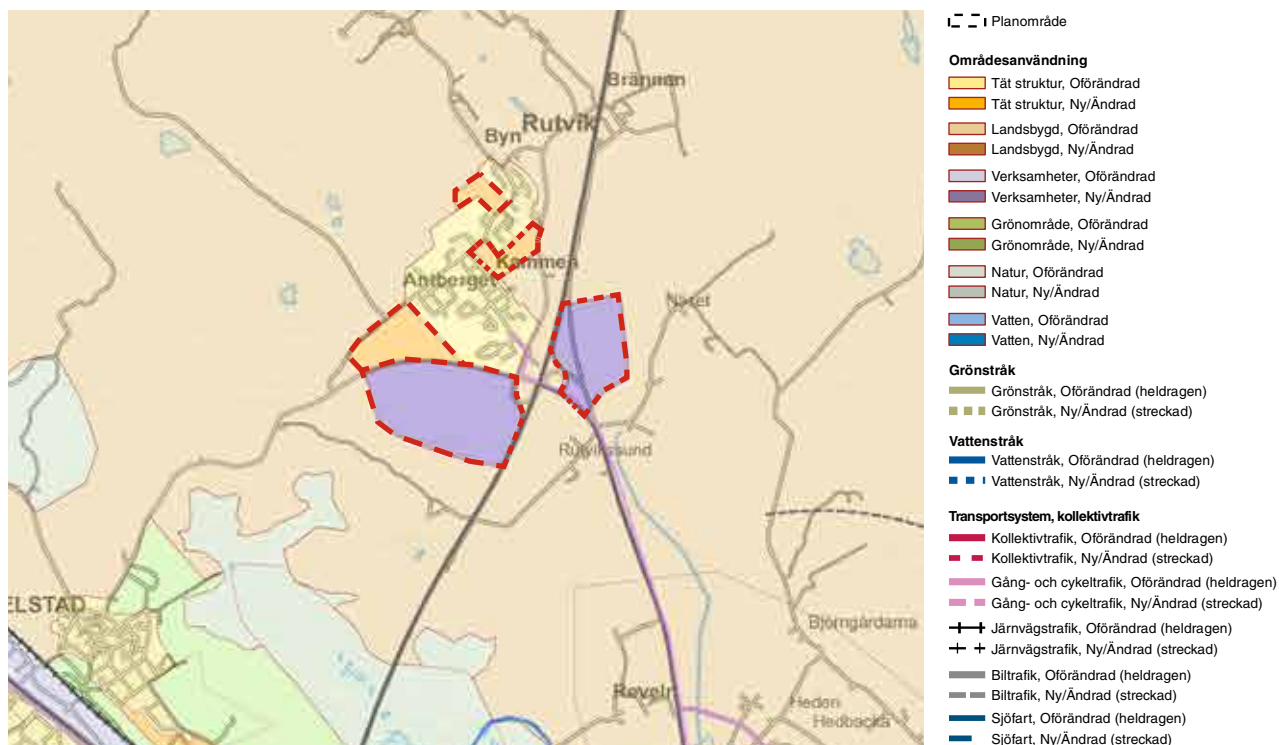 Brännan
Rutvik
Byn
Kammen
Ahtberget
Näset
Rutvikssund
ELSTAD
Björngårdarna
Heden
Hedbacka
Planområde
Områdesanvändning
Tät struktur, Oförändrad
Tät struktur, Ny/Ändrad
Landsbygd, Oförändrad
Landsbygd, Ny/Ändrad
Verksamheter, Oförändrad
Verksamheter, Ny/Ändrad
Grönområde, Oförändrad
Grönområde, Ny/Ändrad
Natur, Oförändrad
Natur, Ny/Ändrad
Vatten, Oförändrad
Vatten, Ny/Ändrad
Grönstråk
Grönstråk, Oförändrad (heldragen)
Grönstråk, Ny/Ändrad (streckad)
Vattenstråk
Vattenstråk, Oförändrad (heldragen)
Vattenstråk, Ny/Ändrad (streckad)
Transportsystem, kollektivtrafik
Kollektivtrafik, Oförändrad (heldragen)
Kollektivtrafik, Ny/Ändrad (streckad)
Gång- och cykeltrafik, Oförändrad (heldragen)
Gång- och cykeltrafik, Ny/Ändrad (streckad)
Järnvägstrafik, Oförändrad (heldragen)
Järnvägstrafik, Ny/Ändrad (streckad)
Biltrafik, Oförändrad (heldragen)
Biltrafik, Ny/Ändrad (streckad)
Sjöfart, Oförändrad (heldragen)
Sjöfart, Ny/Ändrad (streckad)